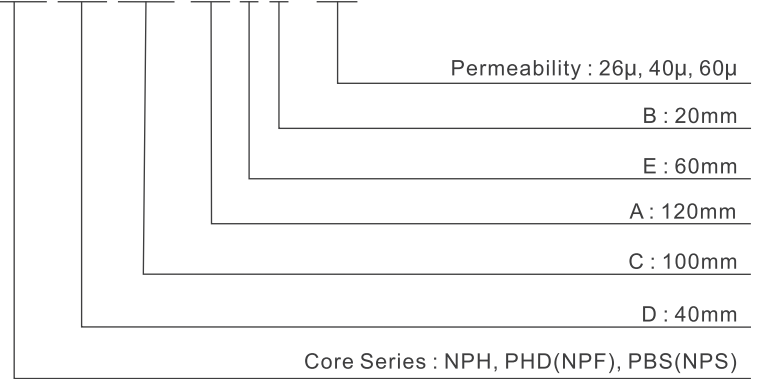 Permeability : 26μ, 40μ, 60μ
B : 20mm
E : 60mm
A : 120mm
C : 100mm
D : 40mm
Core Series : NPH, PHD(NPF), PBS(NPS)